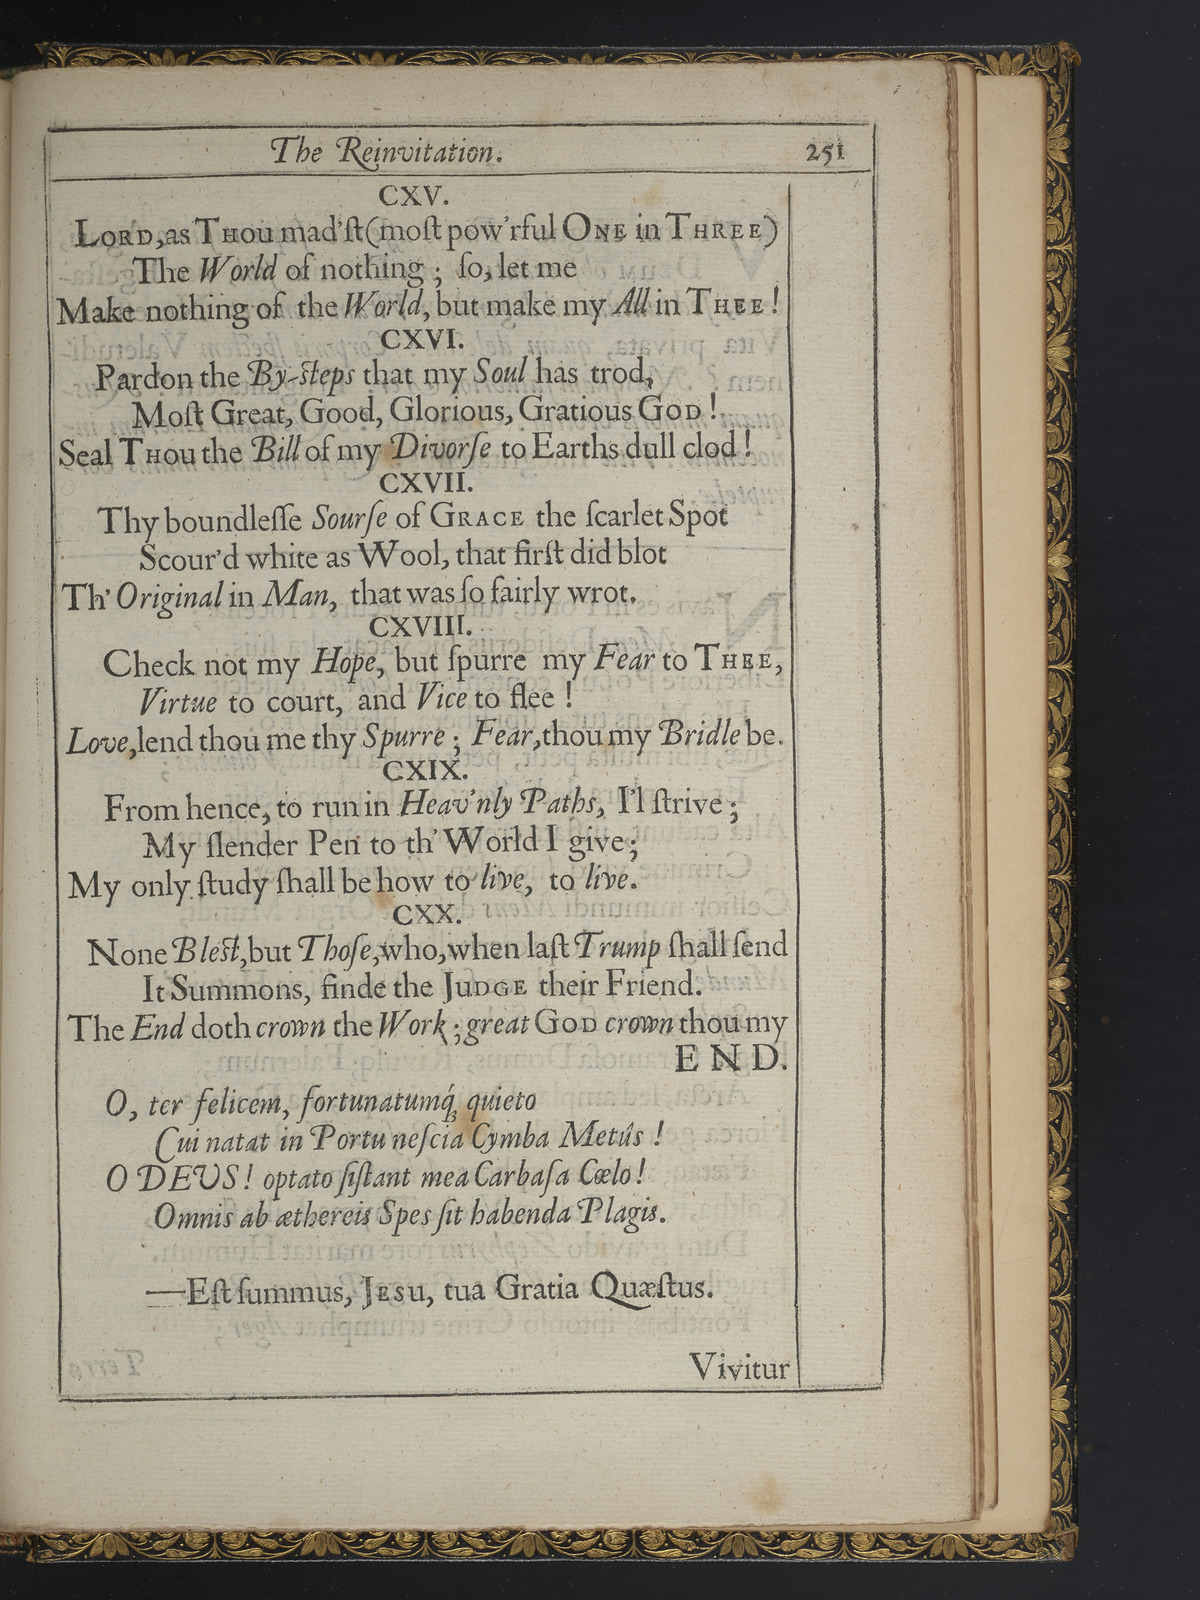 The Reinvitation. 251
CXV.
LORD, as THOU mad'ſt (moſt pow'rful ONE in THREE)
The World of nothing; ſo, let me
Make nothing of the World, but make my All in THEE!
CXVI.
Pardon the By-ſteps that my Soul has trod,
Moſt Great, Good, Glorious, Gratious GOD!
Seal THOU the Bill of my Divorſe to Earths dull clod!
CXVII.
Thy boundleſſe Sourſe of GRACE the ſcarlet Spot
Scour'd white as Wool, that firſt did blot
Th' Original in Man, that was ſo fairly wrot.
CXVIII.
Check not my Hope, but ſpurre my Fear to THEE,
Virtue to court, and Vice to flee!
Love, lend thou me thy Spurre; Fear, thou my Bridle be.
CXIX.
From hence, to run in Heav'nly Paths, I'l ſtrive;
My ſlender Pen to th' World I give;
My only ſtudy ſhall be how to live, to live.
CXX.
None Bleſt, but Thoſe, who, when laſt Trump ſhall ſend
It Summons, finde the JUDGE their Friend.
The End doth crown the Work; great GOD crown thou my
END.
O, ter felicem, fortunatumq́; quieto
Cui natat in Portu neſcia Cymba Metûs!
O DEUS! optato ſiſtant mea Carbaſa Cœlo!
Omnis ab æthereis Spes ſit habenda Plagis.
—Eſt ſummus, JESU, tua Gratia Quæſtus.
Vivitur